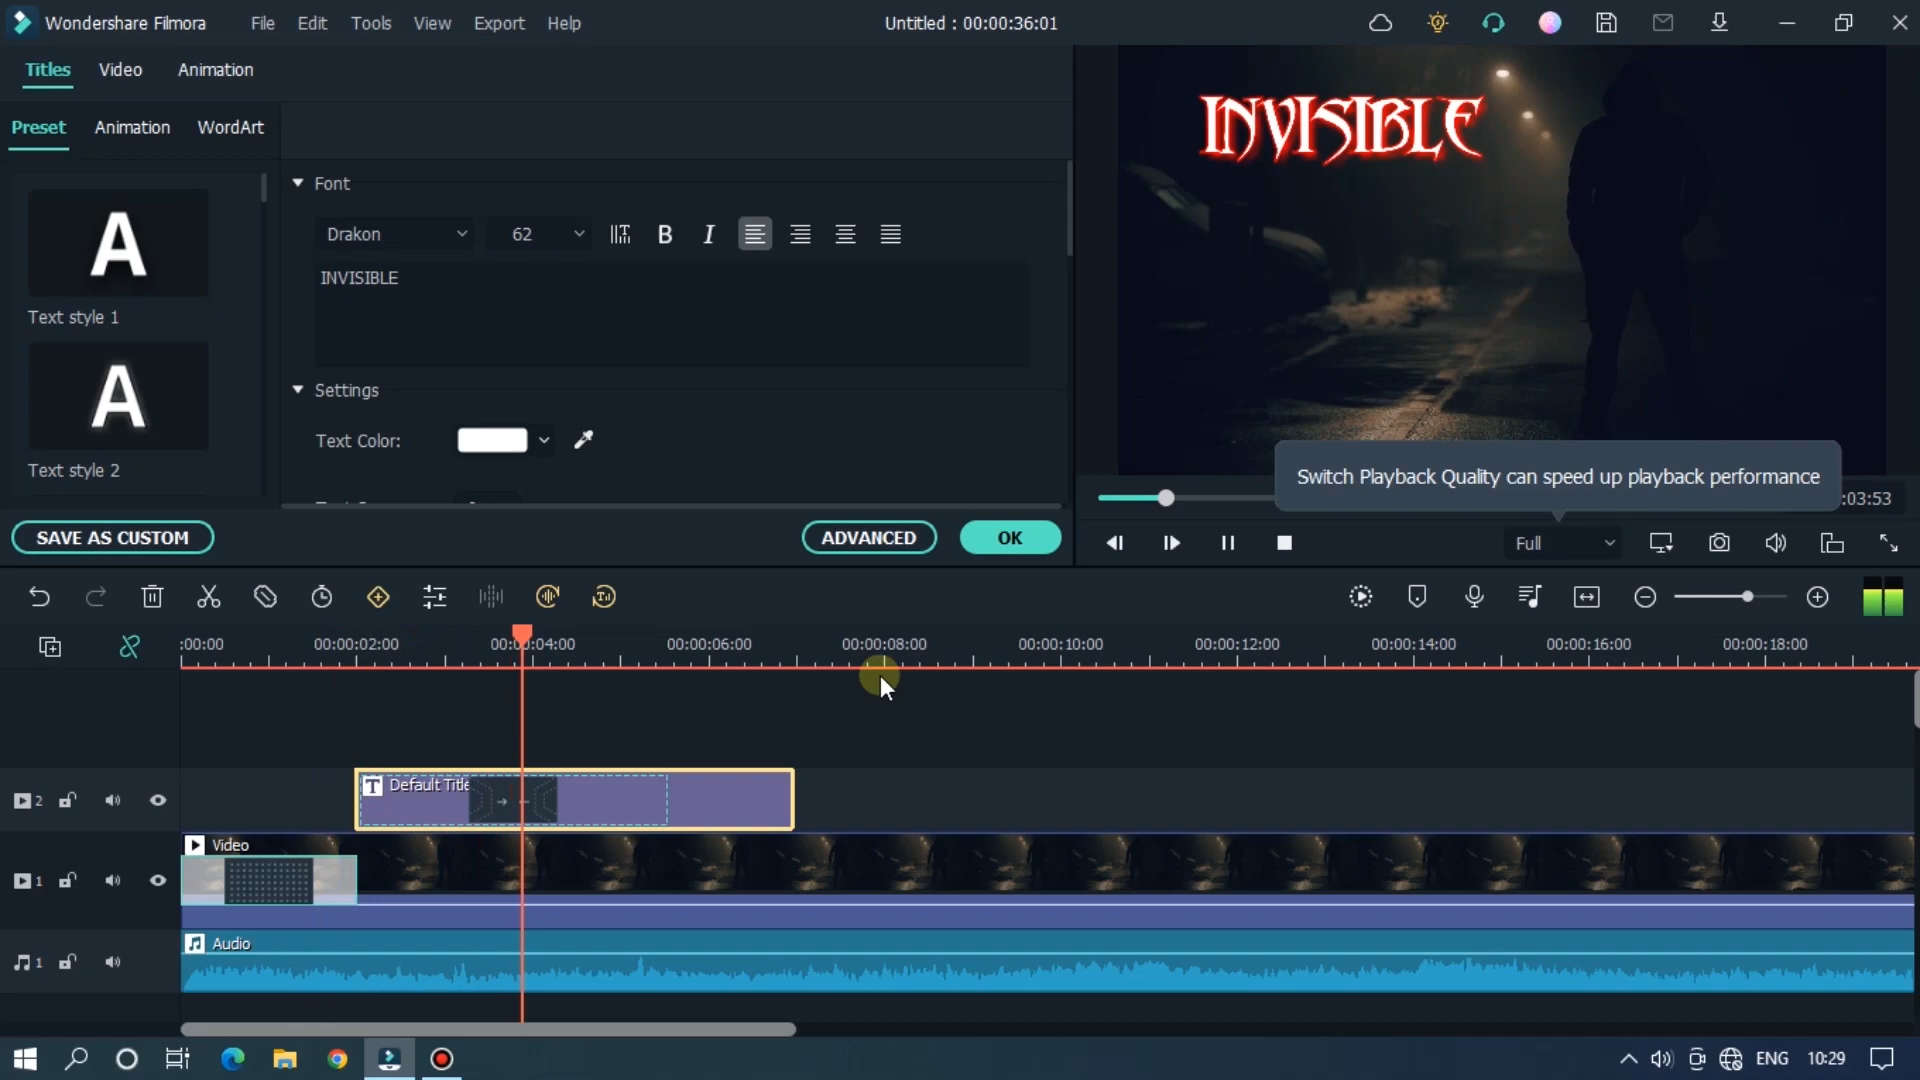 Wondershare Filmora File Edit Tools View Export Help Untitled : 00:00:36:01
Titles Video Animation
Preset Animation WordArt
INVISIBLE
Font
Drakon 62 B I
INVISIBLE
A
Text style 1
Settings
Text Color:
A
Text style 2
Switch Playback Quality can speed up playback performance
:03:53
SAVE AS CUSTOM ADVANCED OK
Full
:00:00 00:00:02:00 00:00:04:00 00:00:06:00 00:00:08:00 00:00:10:00 00:00:12:00 00:00:14:00 00:00:16:00 00:00:18:00
2 T Default Title
Video
1
Audio
1
ENG 10:29